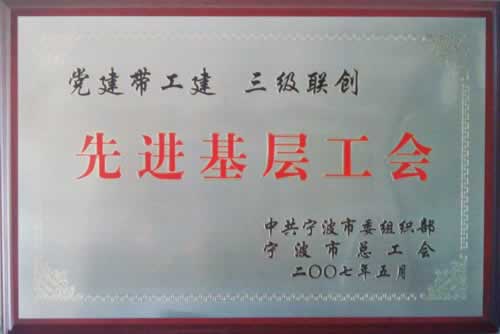 党建带工建 三级联创
先进基层工会
中共宁波市委组织部
宁波市总工会
二〇〇七年五月